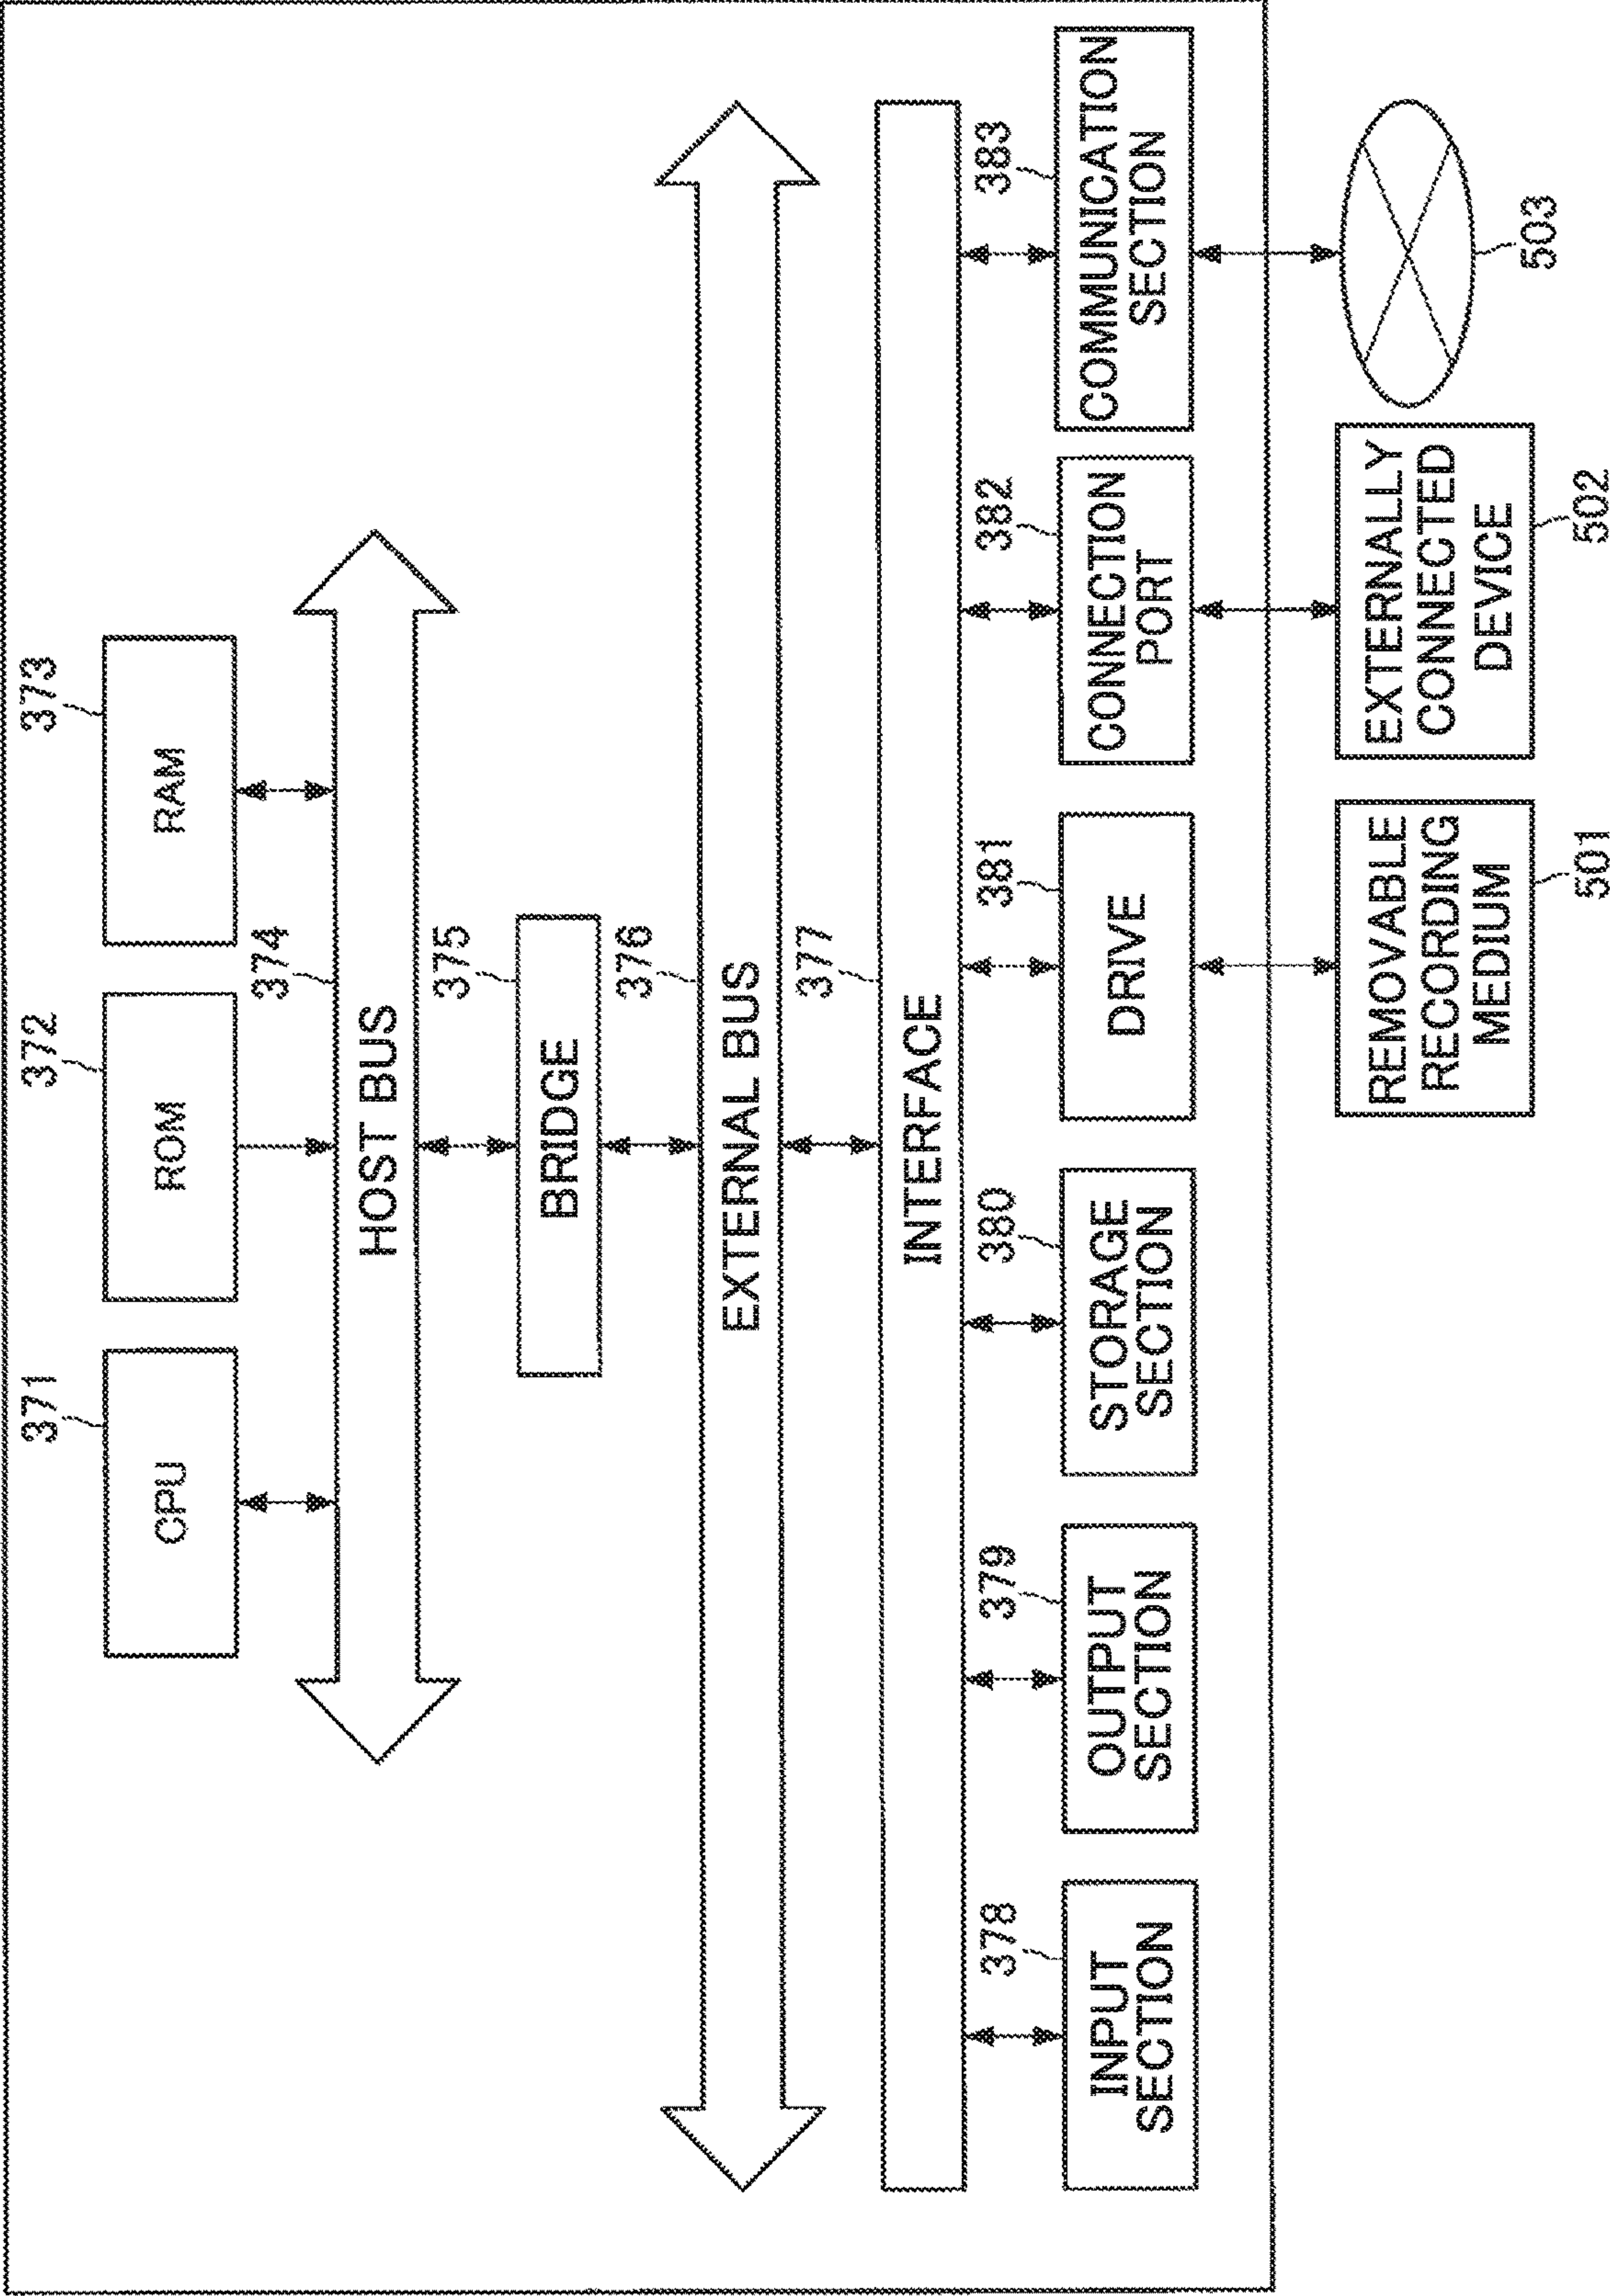 371
372
373
CPU
ROM
RAM
374
HOST BUS
375
BRIDGE
376
EXTERNAL BUS
377
INTERFACE
378
379
380
381
382
383
INPUT
SECTION
OUTPUT
SECTION
STORAGE
SECTION
DRIVE
CONNECTION
PORT
COMMUNICATION
SECTION
REMOVABLE
RECORDING
MEDIUM
EXTERNALLY
CONNECTED
DEVICE
501
502
503